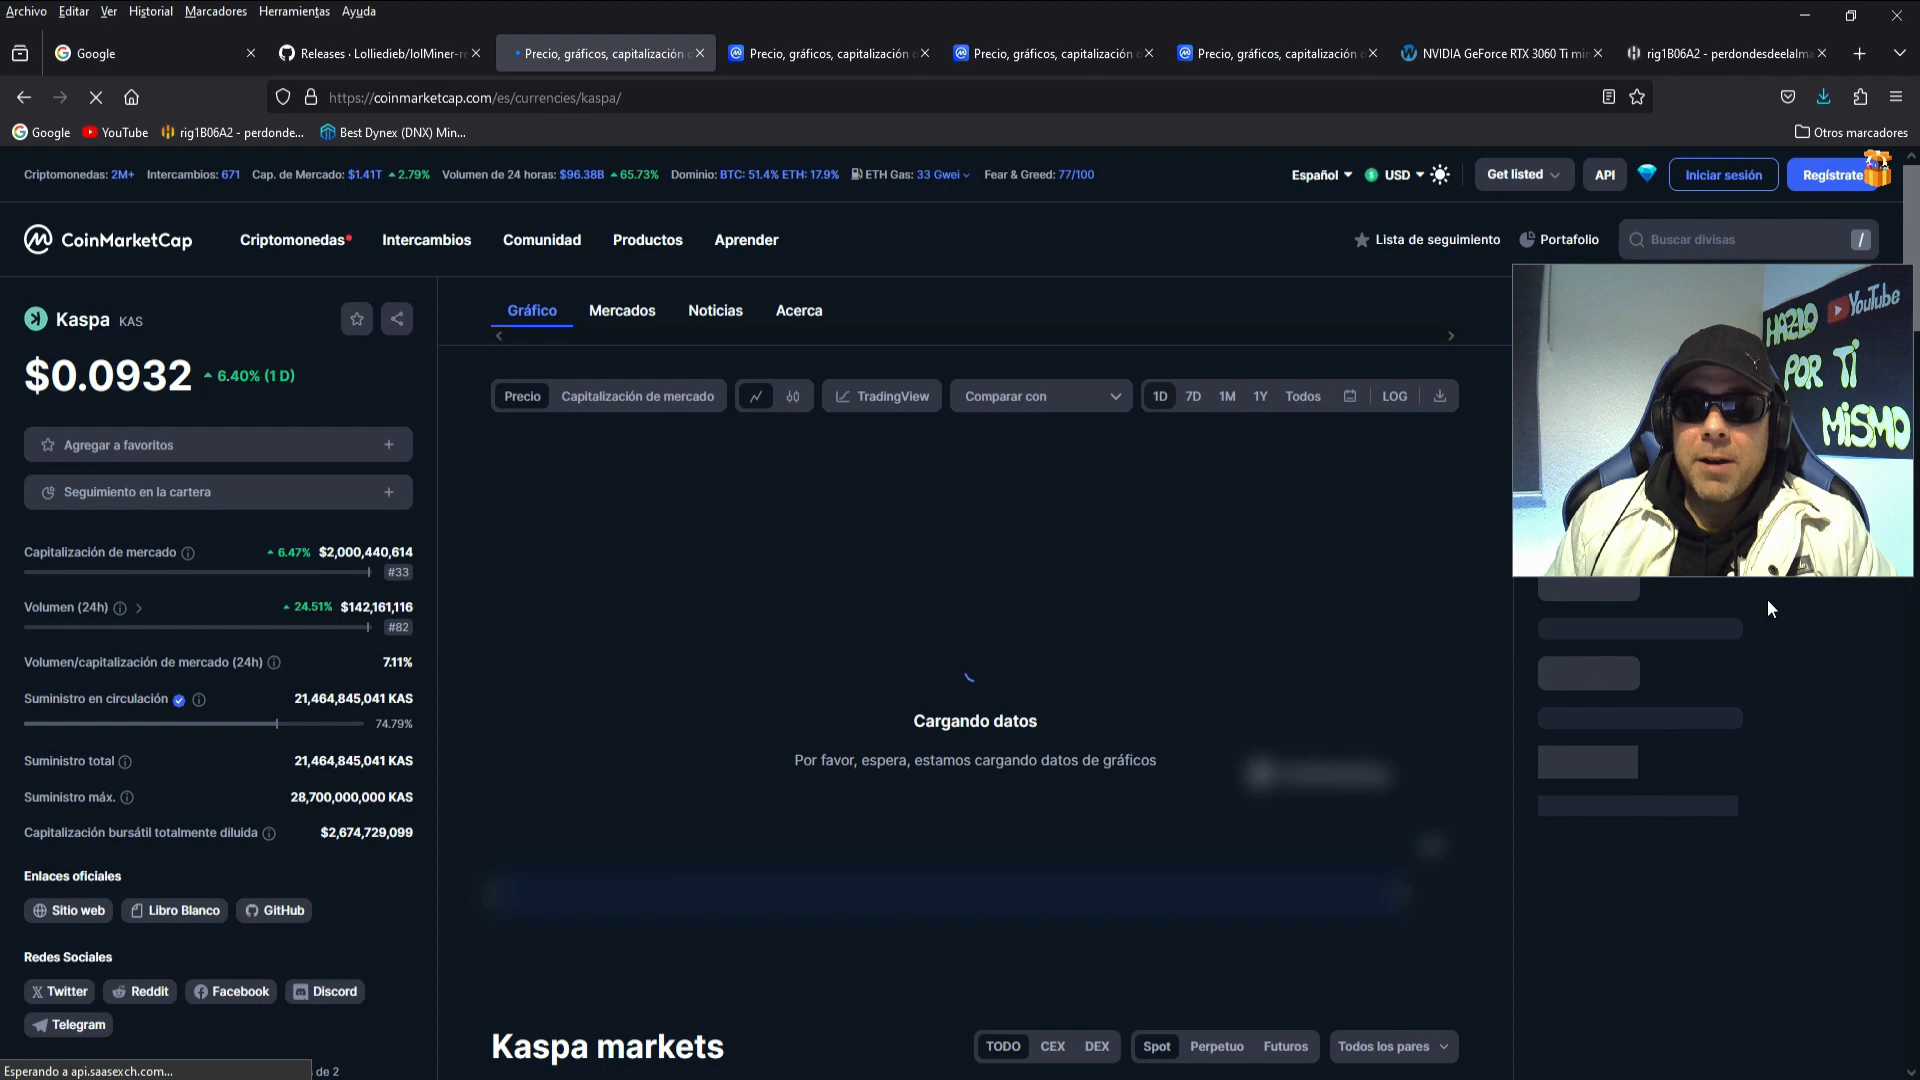 Archivo Editar Ver Historial Marcadores Herramientas Ayuda
Google
Releases · Lolliedieb/lolMiner-re
Precio, gráficos, capitalización d
Precio, gráficos, capitalización d
Precio, gráficos, capitalización d
Precio, gráficos, capitalización d
NVIDIA GeForce RTX 3060 Ti min
rig1B06A2 - perdondesdeelalma
https://coinmarketcap.com/es/currencies/kaspa/
Google YouTube rig1B06A2 - perdonde... Best Dynex (DNX) Min... Otros marcadores
Criptomonedas: 2M+ Intercambios: 671 Cap. de Mercado: $1.41T 2.79% Volumen de 24 horas: $96.38B 65.73% Dominio: BTC: 51.4% ETH: 17.9% ETH Gas: 33 Gwei Fear & Greed: 77/100
Español USD Get listed API Iniciar sesión Regístrate
CoinMarketCap Criptomonedas Intercambios Comunidad Productos Aprender
Lista de seguimiento Portafolio Buscar divisas /
Kaspa KAS
$0.0932 6.40% (1 D)
Agregar a favoritos +
Seguimiento en la cartera +
Capitalización de mercado 6.47% $2,000,440,614
#33
Volumen (24h) 24.51% $142,161,116
#82
Volumen/capitalización de mercado (24h) 7.11%
Suministro en circulación 21,464,845,041 KAS
74.79%
Suministro total 21,464,845,041 KAS
Suministro máx. 28,700,000,000 KAS
Capitalización bursátil totalmente diluida $2,674,729,099
Enlaces oficiales
Sitio web Libro Blanco GitHub
Redes Sociales
Twitter Reddit Facebook Discord
Telegram
Esperando a api.saasexch.com...
de 2
Gráfico Mercados Noticias Acerca
Precio Capitalización de mercado TradingView Comparar con 1D 7D 1M 1Y Todos LOG
Cargando datos
Por favor, espera, estamos cargando datos de gráficos
Kaspa markets
TODO CEX DEX Spot Perpetuo Futuros Todos los pares
YouTube
HAZLO
POR TI
MISMO